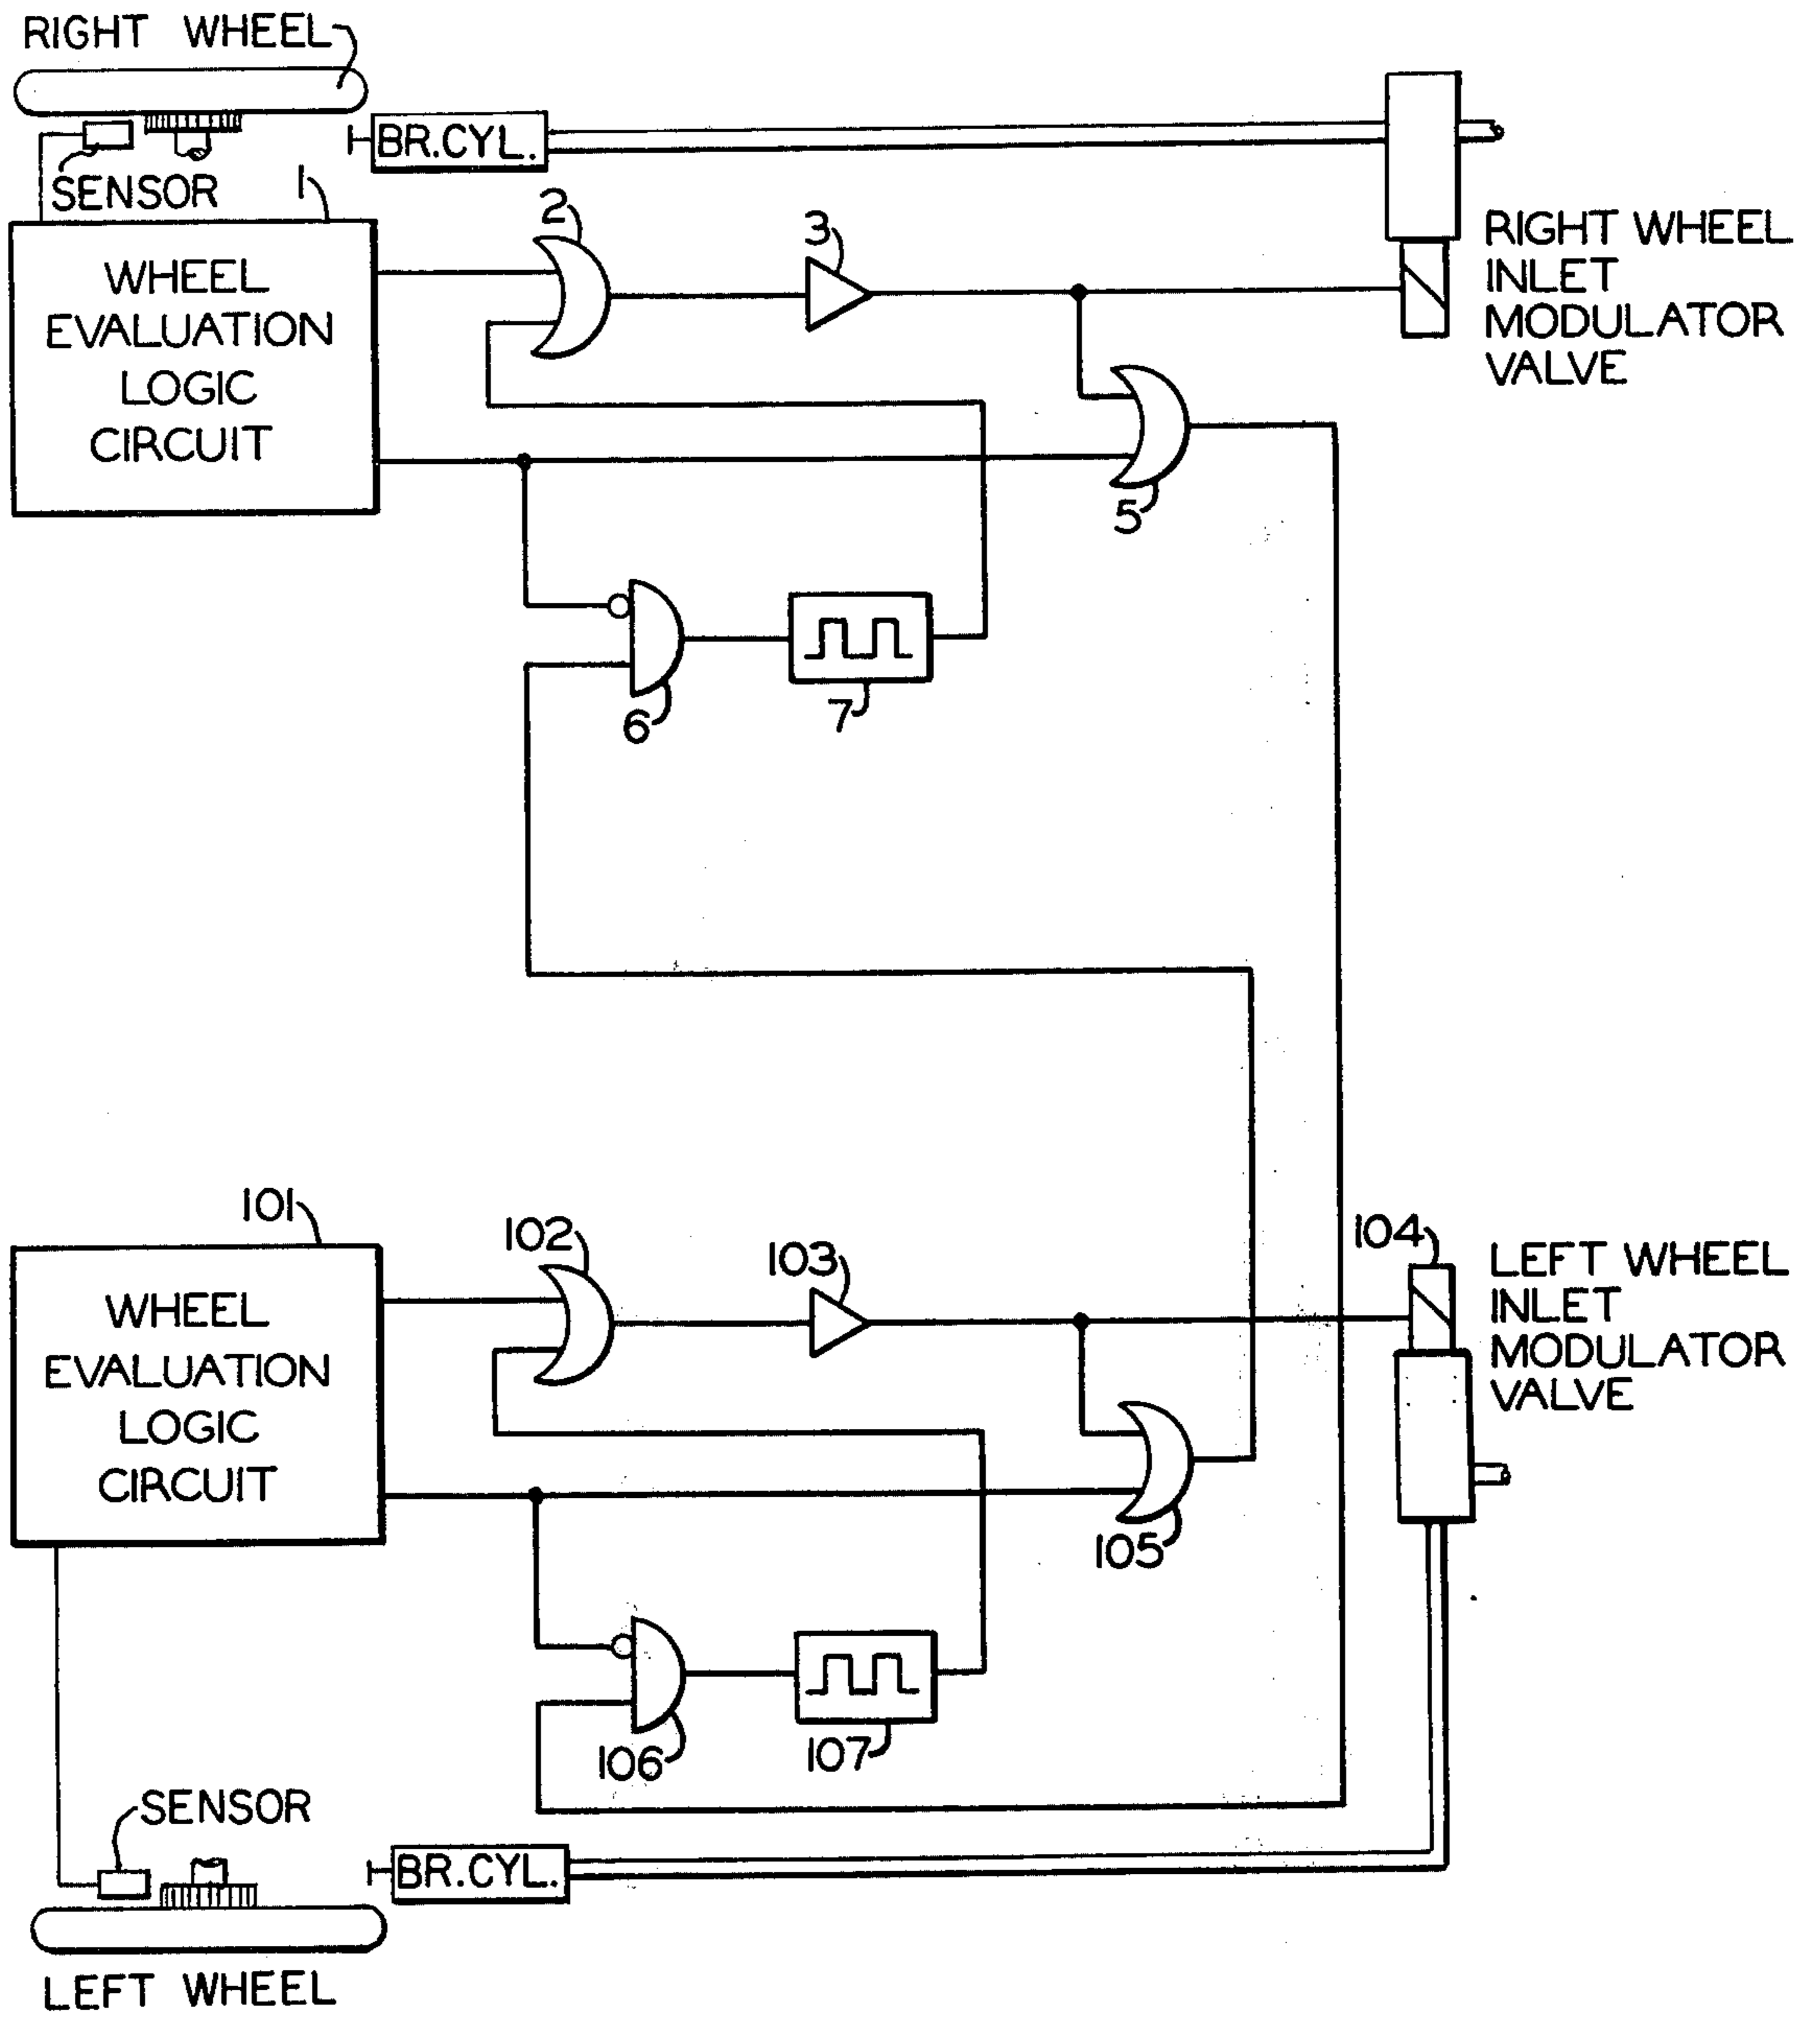 RIGHT WHEEL
BR.CYL.
SENSOR
1
2
3
WHEEL
EVALUATION
LOGIC
CIRCUIT
RIGHT WHEEL
INLET
MODULATOR
VALVE
5
6
7
101
102
103
104
WHEEL
EVALUATION
LOGIC
CIRCUIT
LEFT WHEEL
INLET
MODULATOR
VALVE
105
106
107
SENSOR
BR.CYL.
LEFT WHEEL